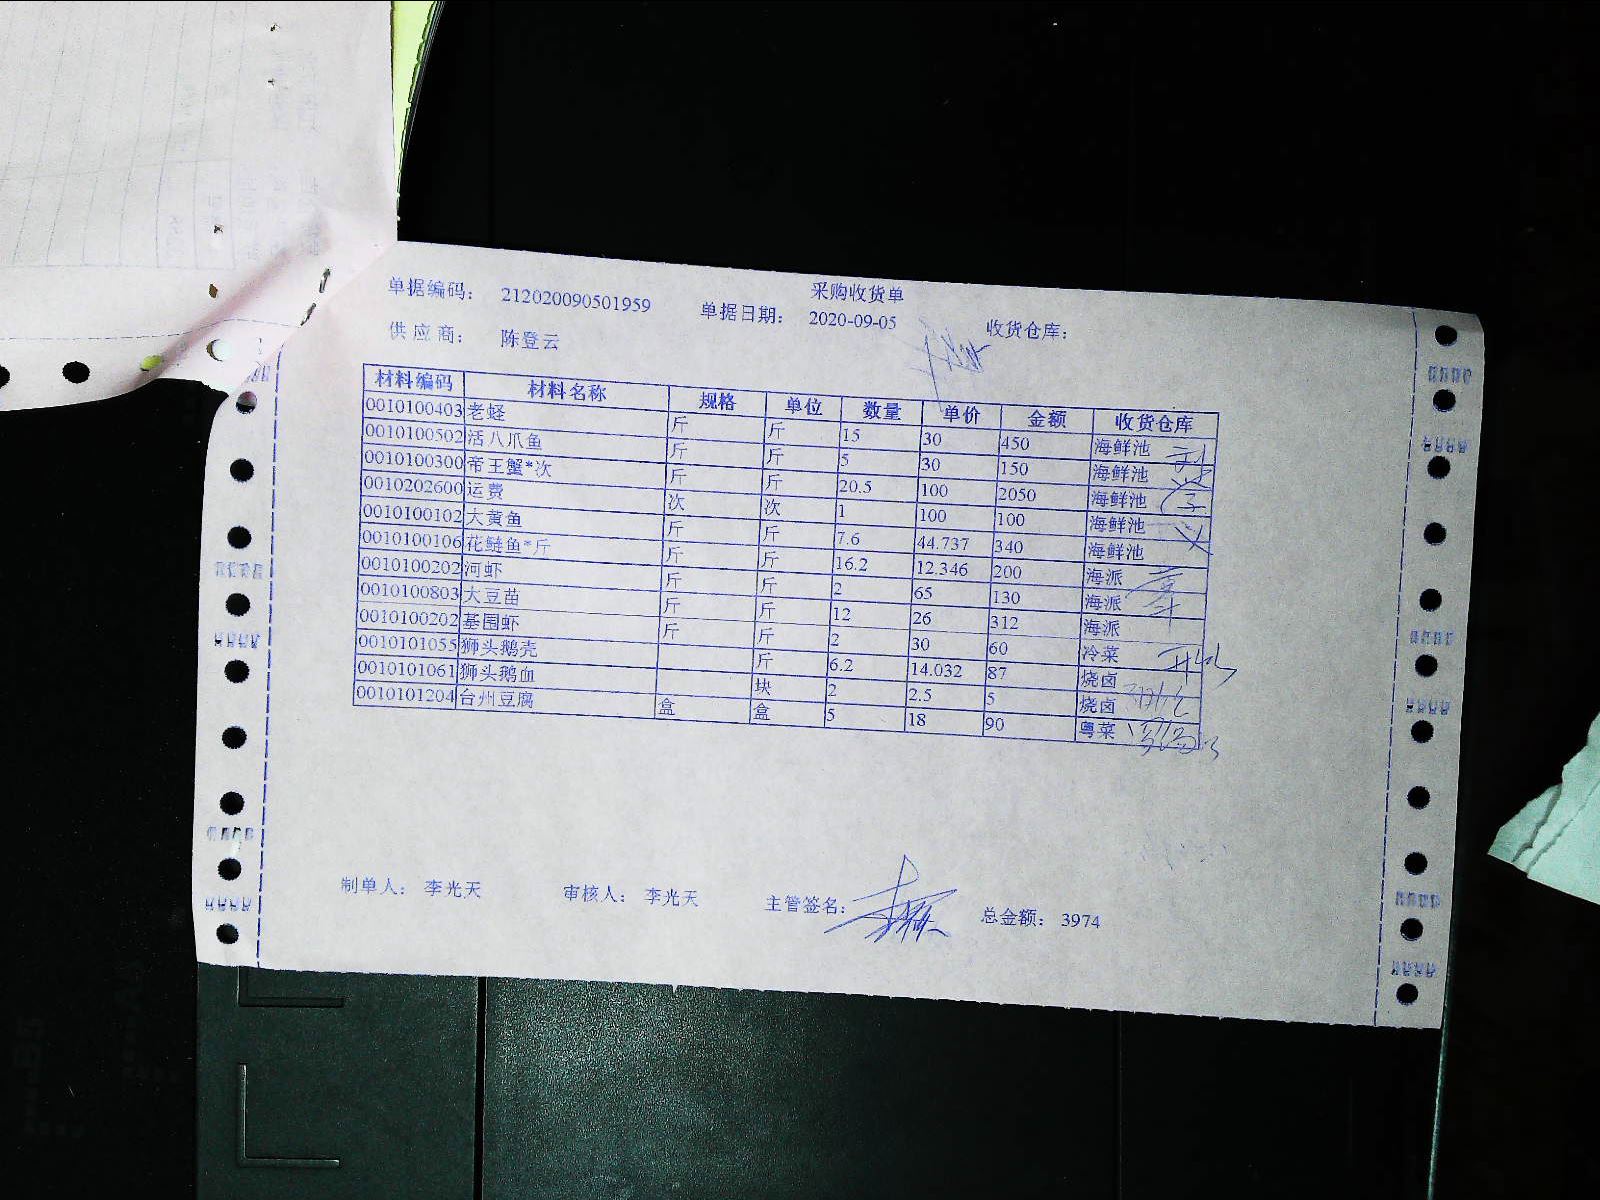 采购收货单
单据编码： 212020090501959 单据日期： 2020-09-05 收货仓库：
供应商： 陈登云
材料编码 材料名称 规格 单位 数量 单价 金额 收货仓库
0010100403 老蛏 斤 斤 15 30 450 海鲜池
0010100502 活八爪鱼 斤 斤 5 30 150 海鲜池
0010100300 帝王蟹*次 斤 斤 20.5 100 2050 海鲜池
0010202600 运费 次 次 1 100 100 海鲜池
0010100102 大黄鱼 斤 斤 7.6 44.737 340 海鲜池
0010100106 花鲢鱼*斤 斤 斤 16.2 12.346 200 海派
0010100202 河虾 斤 斤 2 65 130 海派
0010100803 大豆苗 斤 斤 12 26 312 海派
0010100202 基围虾 斤 斤 2 30 60 冷菜
0010101055 狮头鹅壳 斤 6.2 14.032 87 烧卤
0010101061 狮头鹅血 块 2 2.5 5 烧卤
0010101204 台州豆腐 盒 盒 5 18 90 粤菜
制单人： 李光天 审核人： 李光天 主管签名： 总金额： 3974